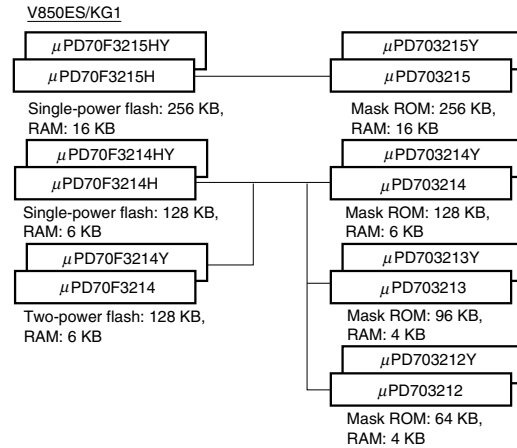 V850ES/KG1
μPD70F3215HY
μPD70F3215H
Single-power flash: 256 KB,
RAM: 16 KB
μPD703215Y
μPD703215
Mask ROM: 256 KB,
RAM: 16 KB
μPD70F3214HY
μPD70F3214H
Single-power flash: 128 KB,
RAM: 6 KB
μPD703214Y
μPD703214
Mask ROM: 128 KB,
RAM: 6 KB
μPD70F3214Y
μPD70F3214
Two-power flash: 128 KB,
RAM: 6 KB
μPD703213Y
μPD703213
Mask ROM: 96 KB,
RAM: 4 KB
μPD703212Y
μPD703212
Mask ROM: 64 KB,
RAM: 4 KB